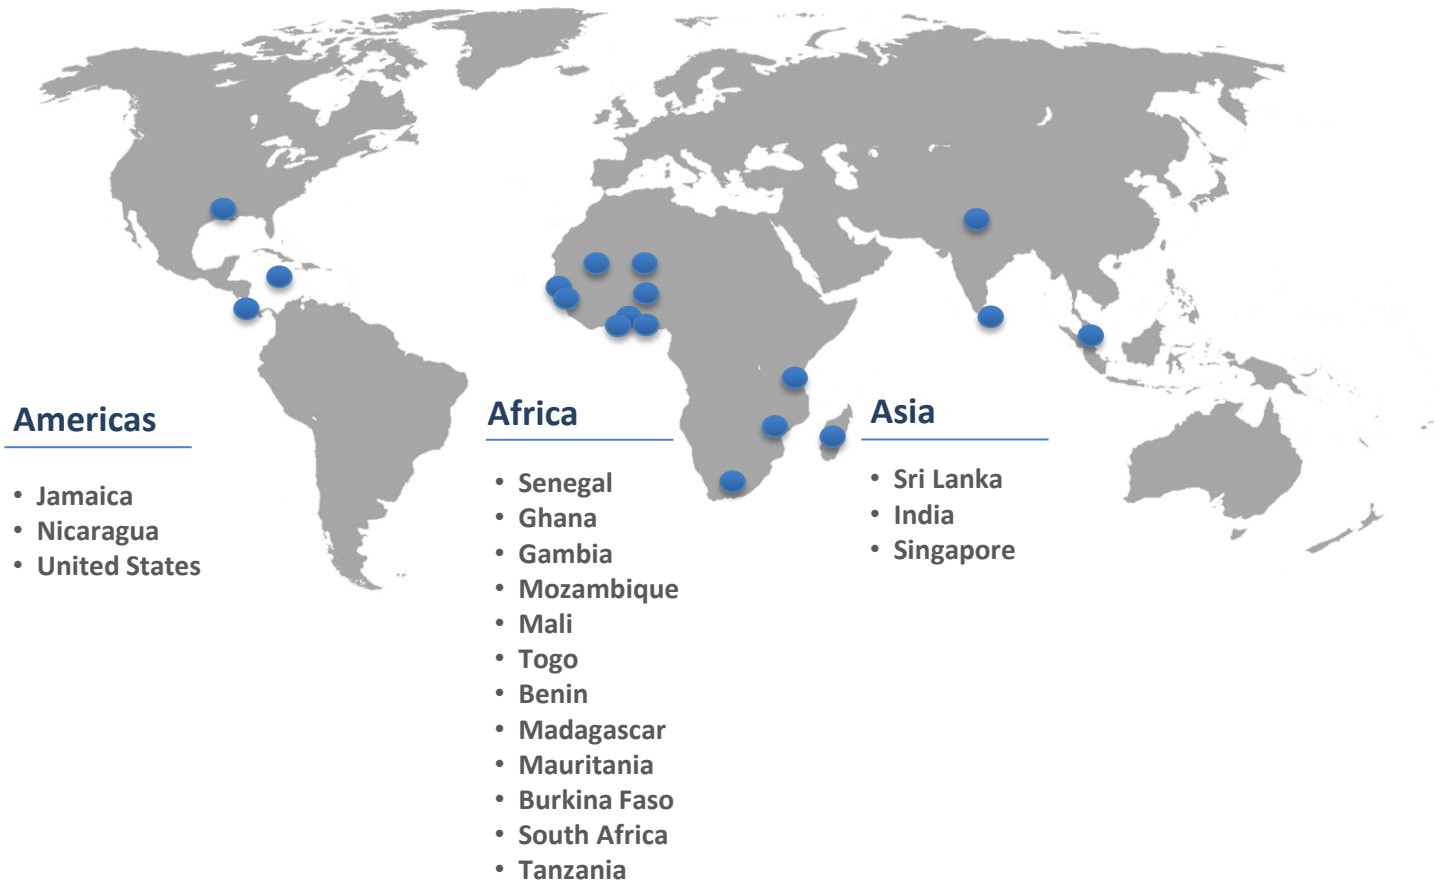 Americas
• Jamaica
• Nicaragua
• United States
Africa
• Senegal
• Ghana
• Gambia
• Mozambique
• Mali
• Togo
• Benin
• Madagascar
• Mauritania
• Burkina Faso
• South Africa
• Tanzania
Asia
• Sri Lanka
• India
• Singapore